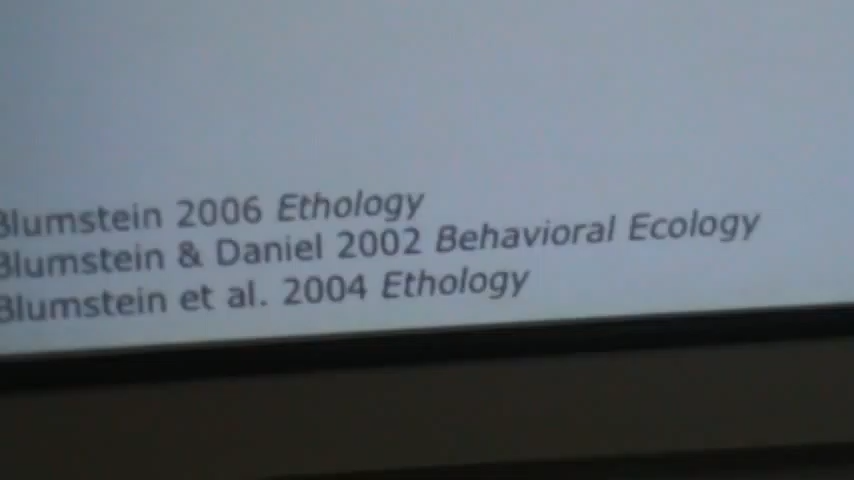 Blumstein 2006 Ethology
Blumstein & Daniel 2002 Behavioral Ecology
Blumstein et al. 2004 Ethology